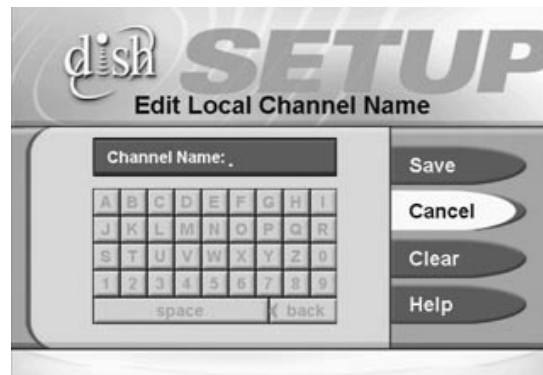 dish SETUP
Edit Local Channel Name
Channel Name: .
Save
Cancel
Clear
Help
A B C D E F G H I
J K L M N O P Q R
S T U V W X Y Z 0
1 2 3 4 5 6 7 8 9
space back